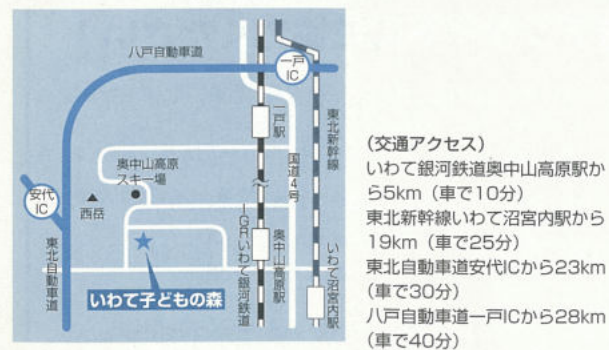 八戸自動車道
一戸
IC
東北新幹線
一戸駅
国道4号
奥中山高原
スキー場
安代
IC
西岳
東北自動車道
IGRいわて銀河鉄道
奥中山高原駅
いわて沼宮内駅
いわて子どもの森
(交通アクセス)
いわて銀河鉄道奥中山高原駅か
ら5km(車で10分)
東北新幹線いわて沼宮内駅から
19km(車で25分)
東北自動車道安代ICから23km
(車で30分)
八戸自動車道一戸ICから28km
(車で40分)